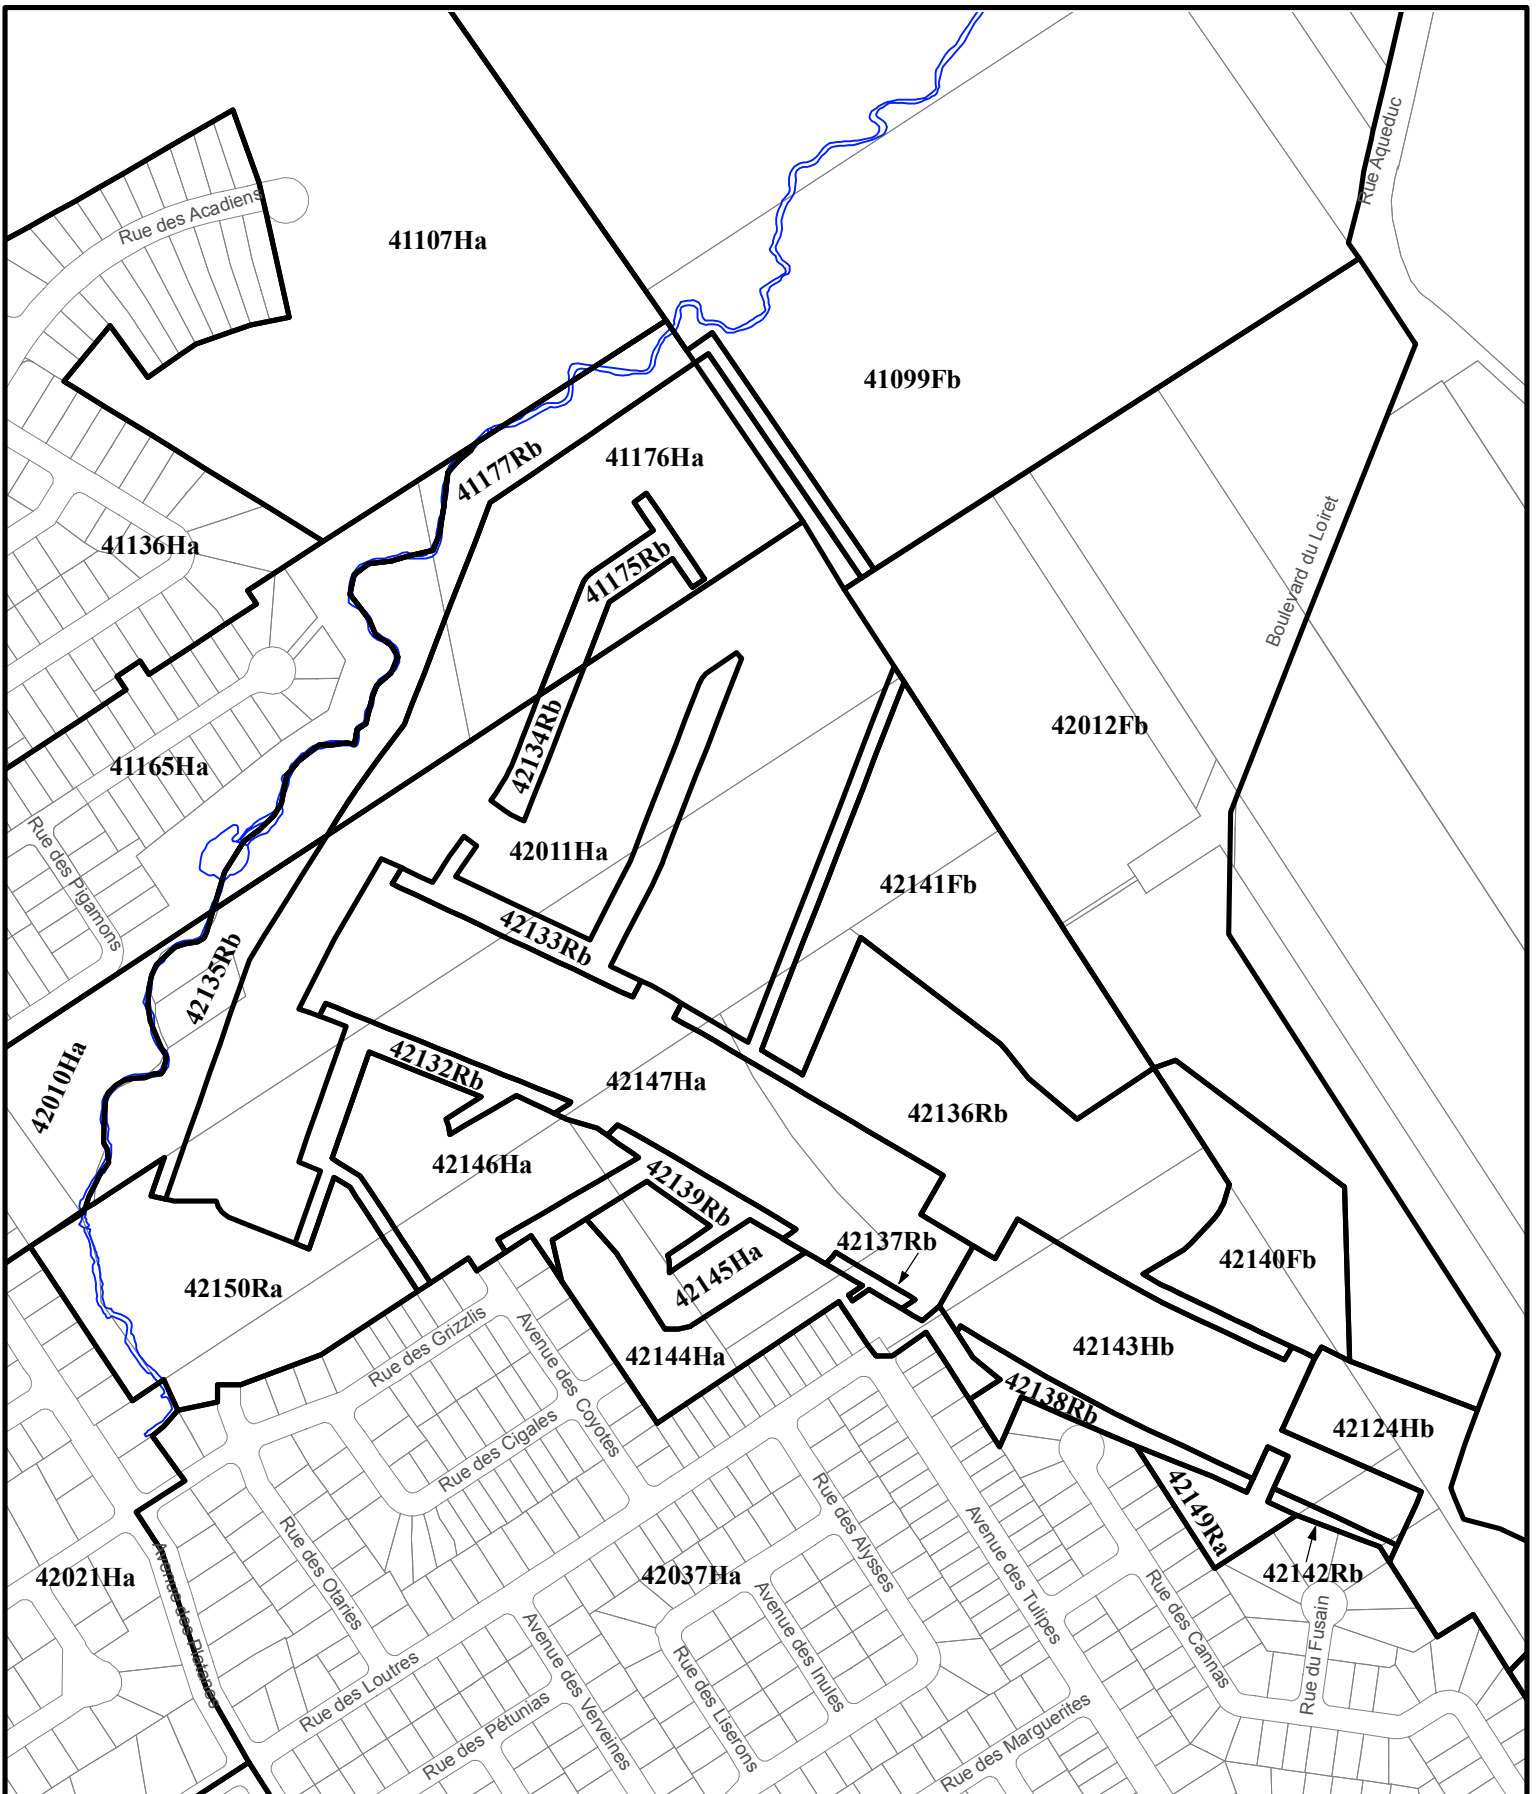 Rue Aqueduc
Rue des Acadiens
41107Ha
41099Fb
41177Rb
41176Ha
41136Ha
41175Rb
Boulevard du Loiret
42134Rb
42012Fb
41165Ha
Rue des Pigamons
42011Ha
42141Fb
42133Rb
42135Rb
42010Ha
42132Rb
42147Ha
42136Rb
42146Ha
42139Rb
42137Rb
42145Ha
42140Fb
42150Ra
Rue des Grizzlis
Avenue des Coyotes
42144Ha
42143Hb
42138Rb
42124Hb
Rue des Cigales
42149Ra
Rue des Otaries
Rue des Alysses
Avenue des Tulipes
42142Rb
42021Ha
Avenue des Platanes
42037Ha
Avenue des Inules
Rue des Cannas
Rue du Fusain
Rue des Loutres
Avenue des Verveines
Rue des Liserons
Rue des Pétunias
Rue des Marguerites